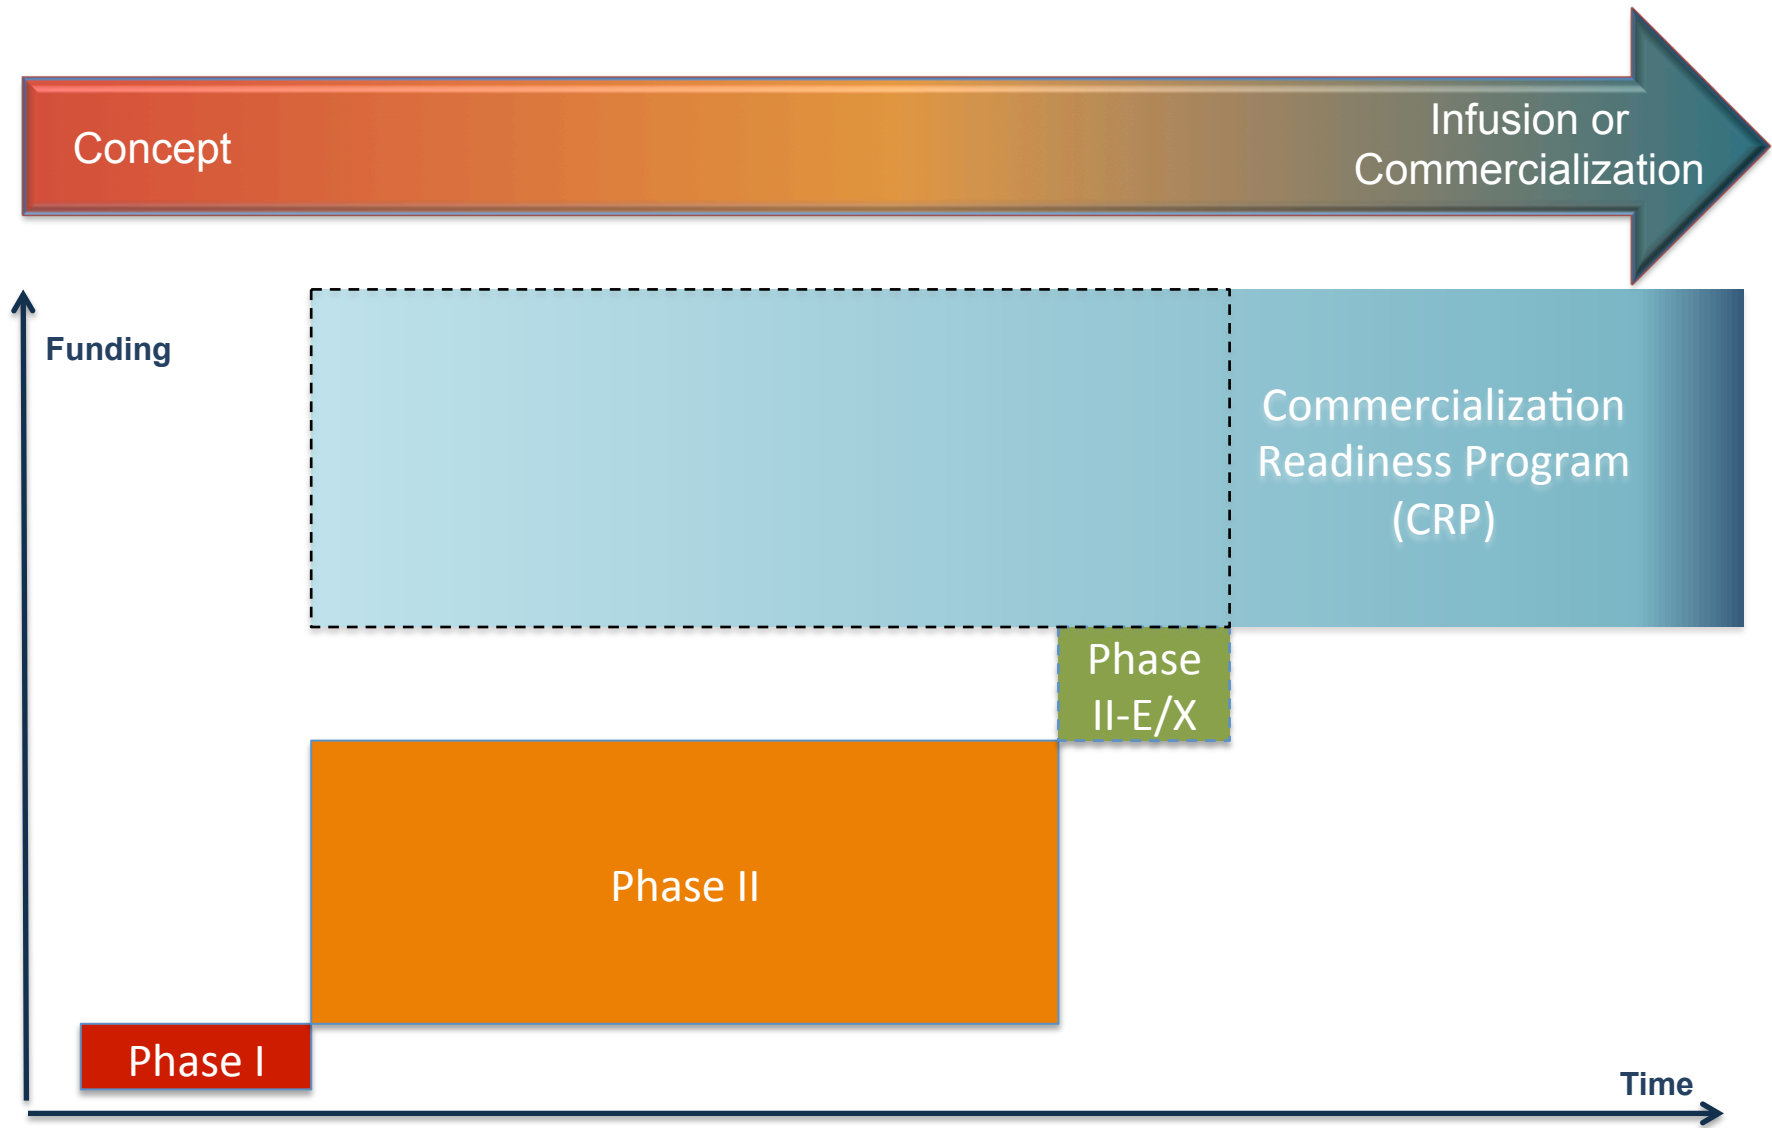 Concept
Infusion or
Commercialization
Funding
Commercialization
Readiness Program
(CRP)
Phase
II-E/X
Phase II
Phase I
Time